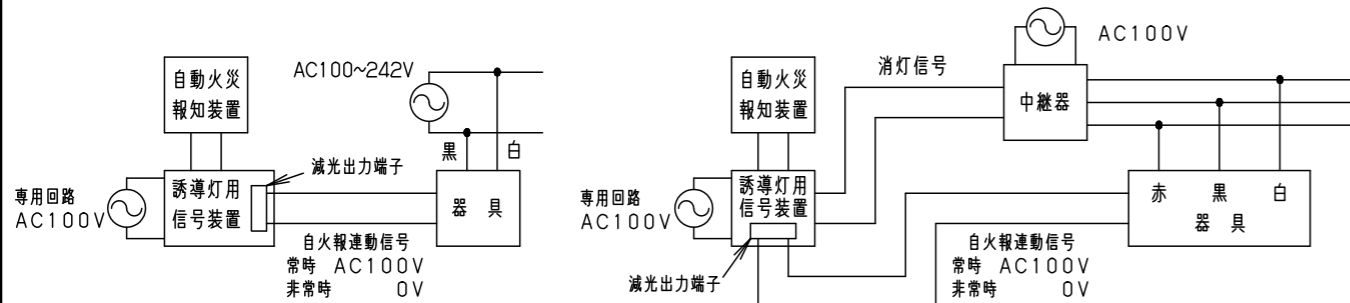 自動火災
報知装置
AC100~242V
黒 白
減光出力端子
専用回路
AC100V
誘導灯用
信号装置
器 具
自火報連動信号
常時 AC100V
非常時 0V
AC100V
消灯信号
自動火災
報知装置
中継器
専用回路
AC100V
誘導灯用
信号装置
赤 黒 白
器 具
減光出力端子
自火報連動信号
常時 AC100V
非常時 0V